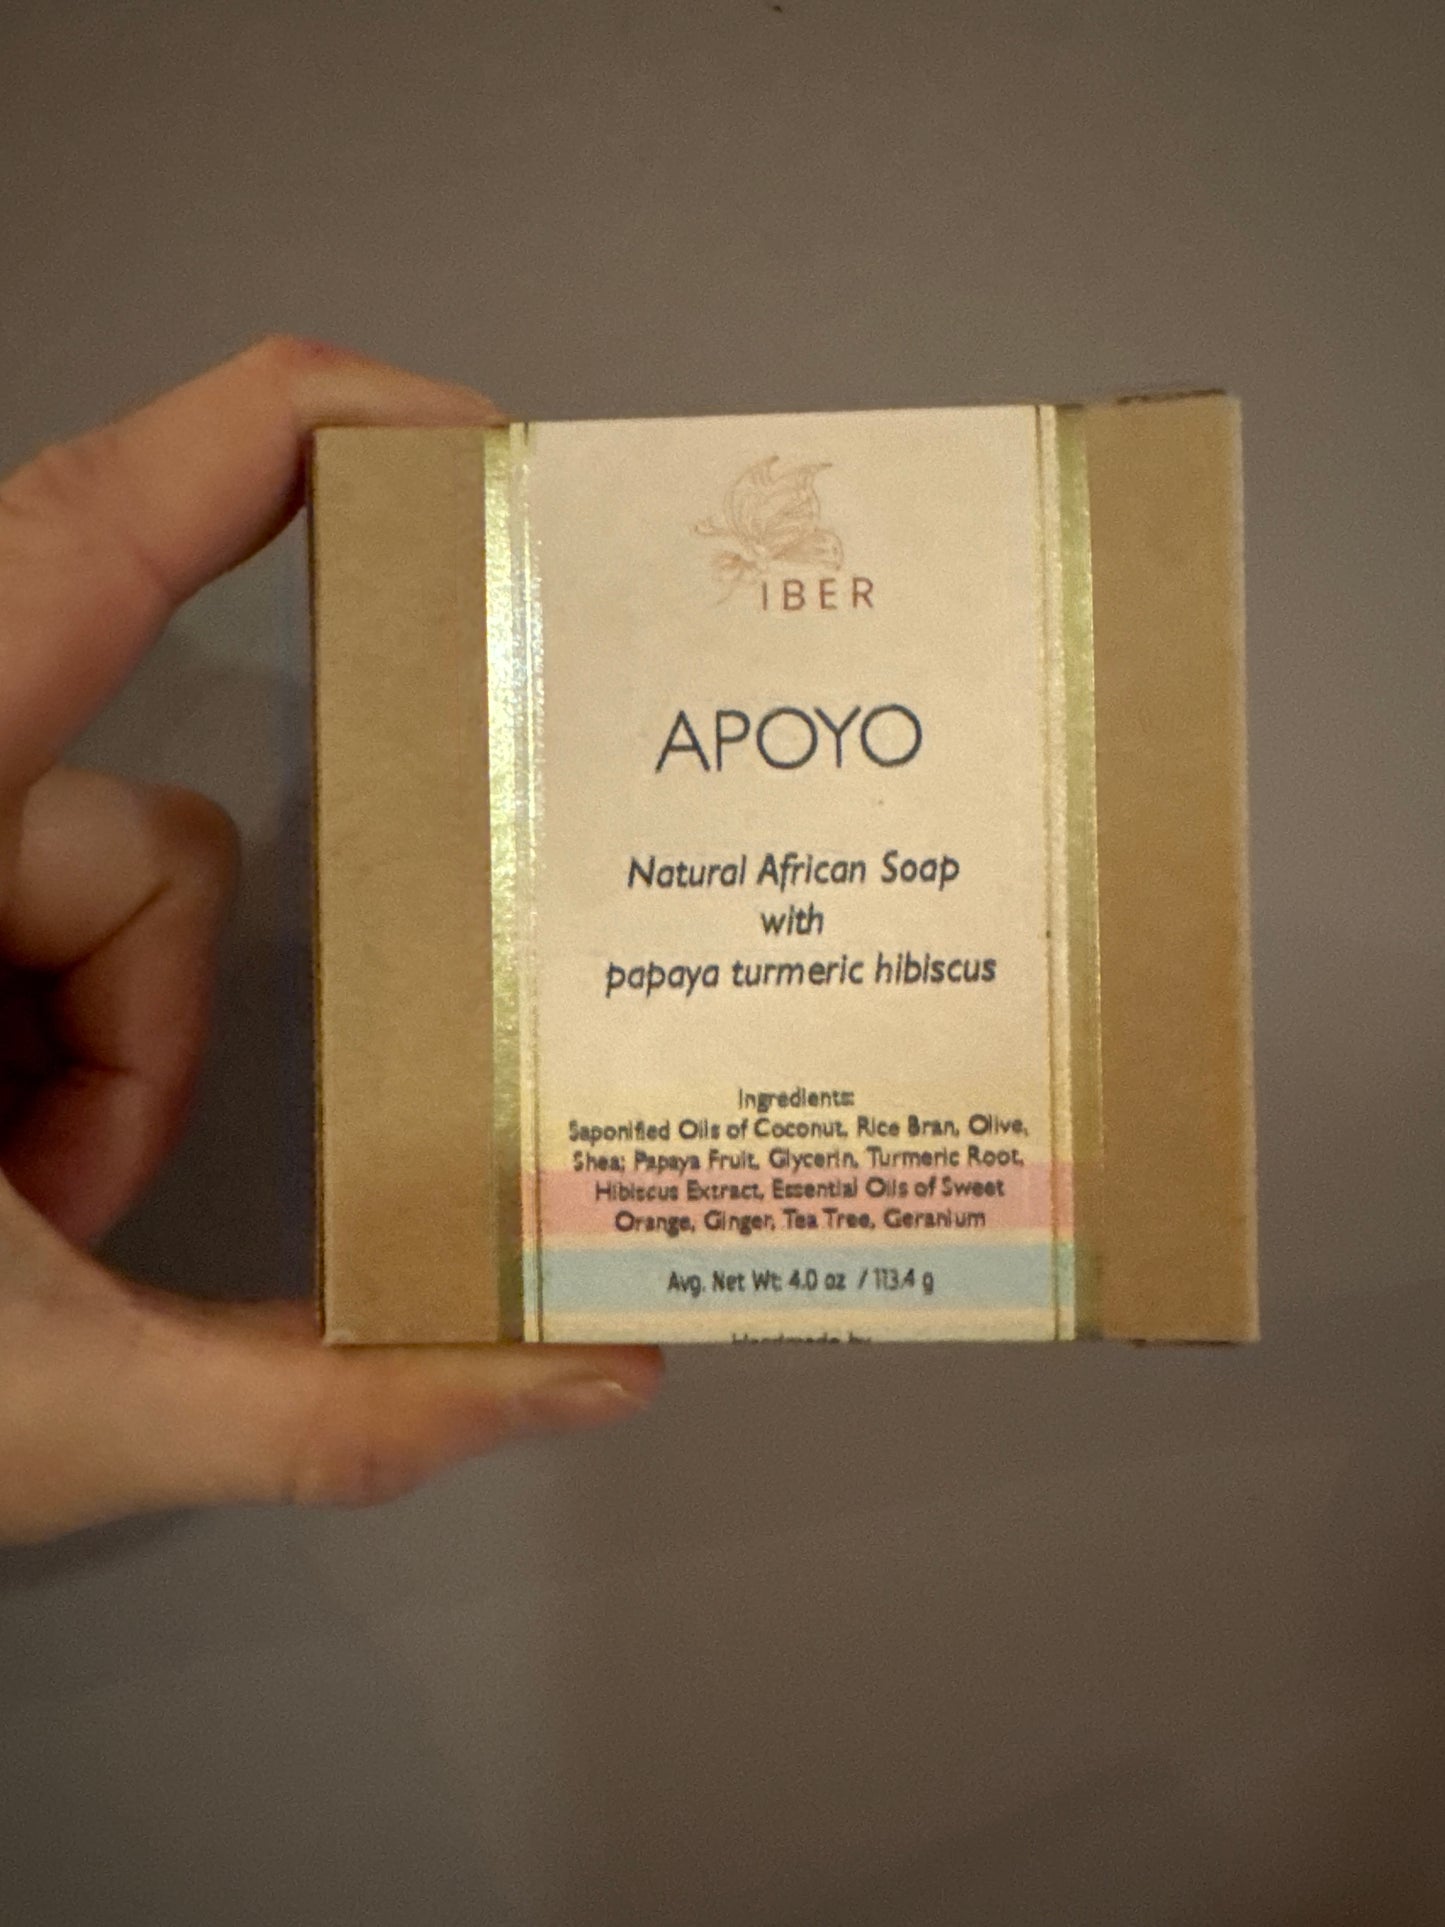 IBER
APOYO
Natural African Soap
with
papaya turmeric hibiscus
Ingredients:
Saponified Oils of Coconut, Rice Bran, Olive,
Shea; Papaya Fruit, Glycerin, Turmeric Root,
Hibiscus Extract, Essential Oils of Sweet
Orange, Ginger, Tea Tree, Geranium
Avg. Net Wt: 4.0 oz / 113.4 g
Handmade by